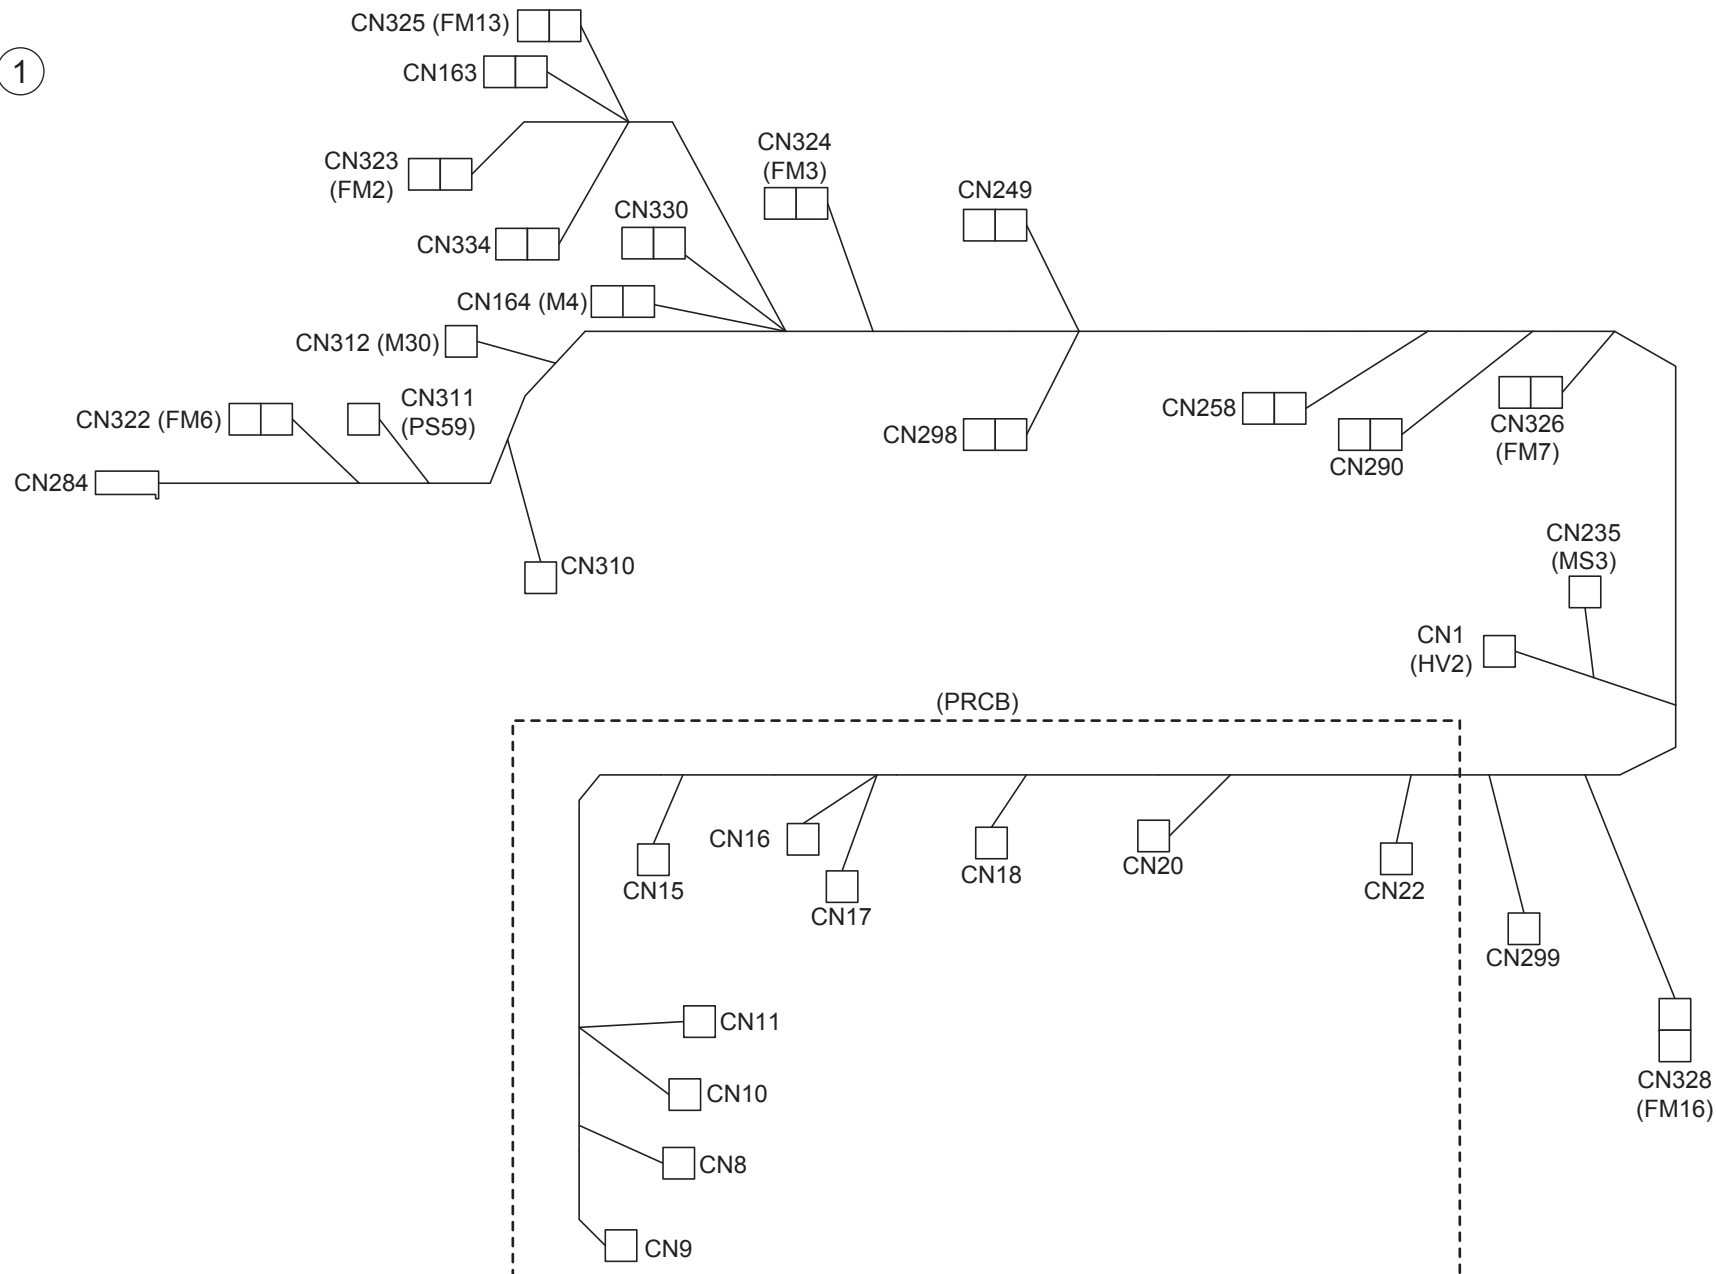 CN325 (FM13)
1
CN163
CN323
(FM2)
CN324
(FM3)
CN249
CN330
CN334
CN164 (M4)
CN312 (M30)
CN311
(PS59)
CN322 (FM6)
CN284
CN298
CN258
CN326
(FM7)
CN290
CN310
CN235
(MS3)
CN1
(HV2)
(PRCB)
CN16
CN15
CN17
CN18
CN20
CN22
CN299
CN11
CN10
CN328
(FM16)
CN8
CN9